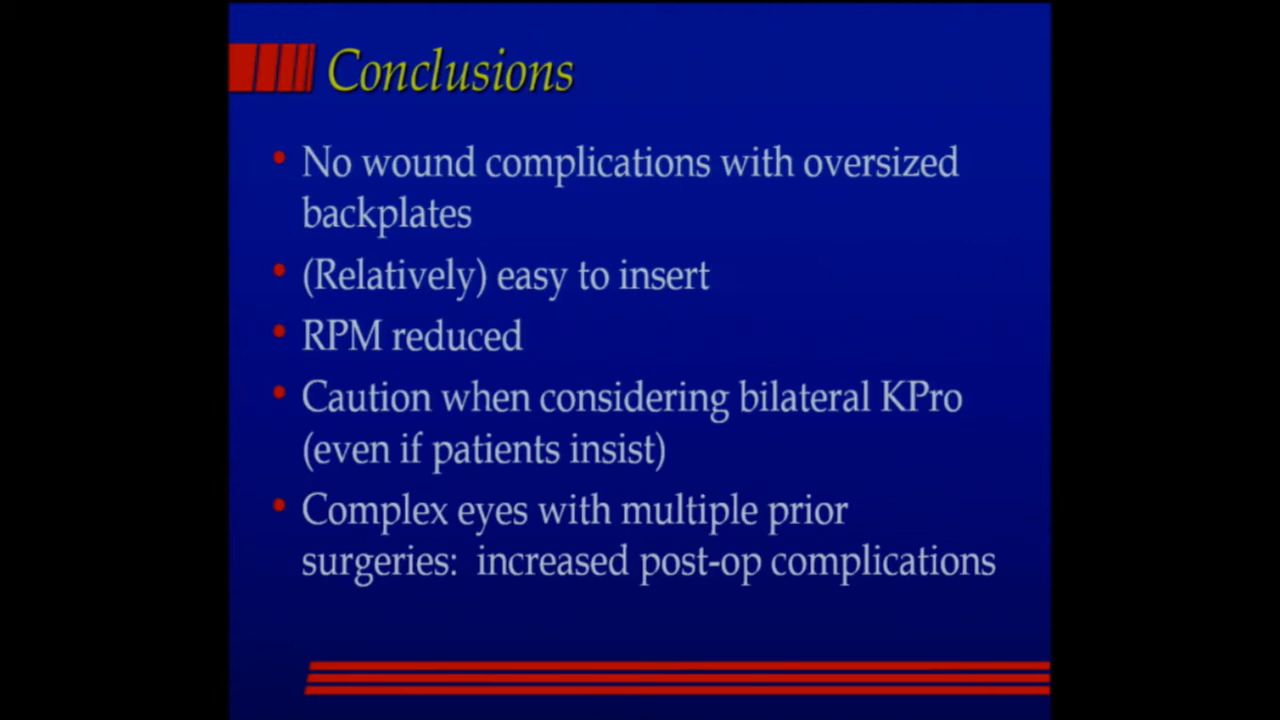 Conclusions
• No wound complications with oversized
backplates
• (Relatively) easy to insert
• RPM reduced
• Caution when considering bilateral KPro
(even if patients insist)
• Complex eyes with multiple prior
surgeries:  increased post-op complications